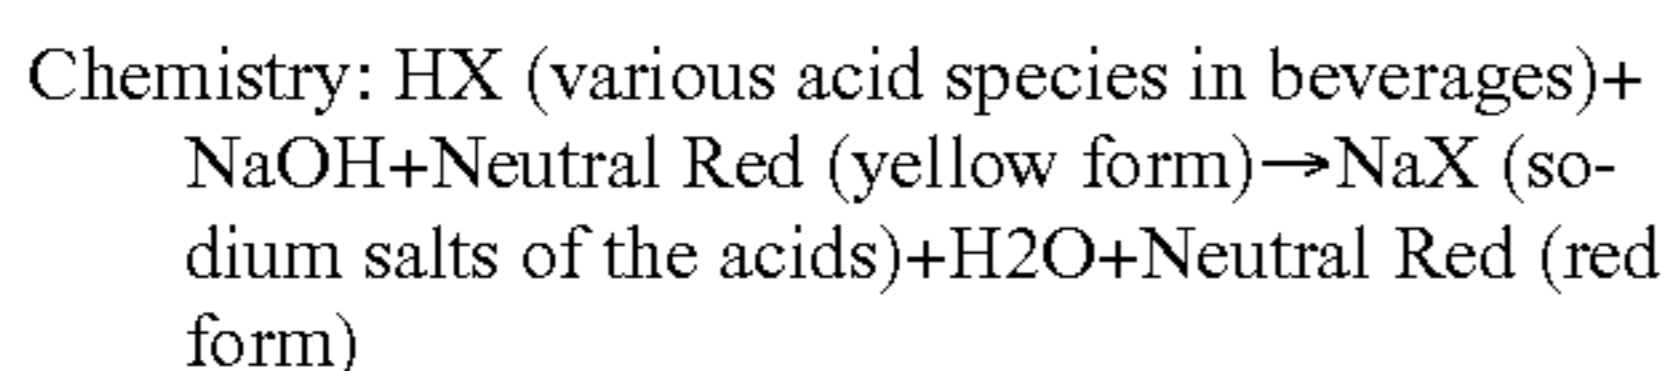 Chemistry: HX (various acid species in beverages)+
NaOH+Neutral Red (yellow form)→NaX (so-
dium salts of the acids)+H2O+Neutral Red (red
form)